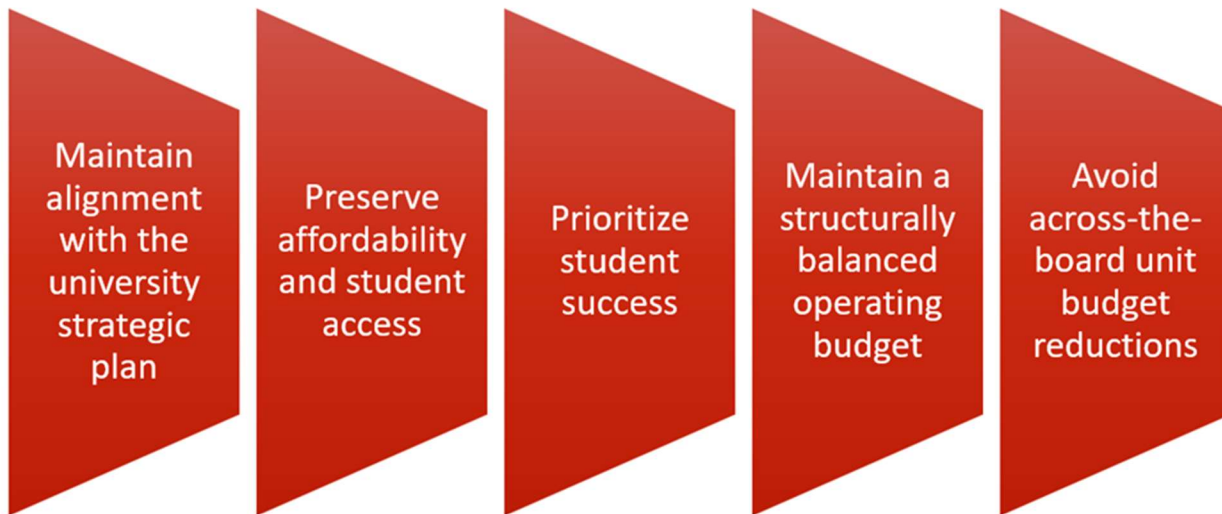 Maintain
alignment
with the
university
strategic
plan
Preserve
affordability
and student
access
Prioritize
student
success
Maintain a
structurally
balanced
operating
budget
Avoid
across-the-
board unit
budget
reductions